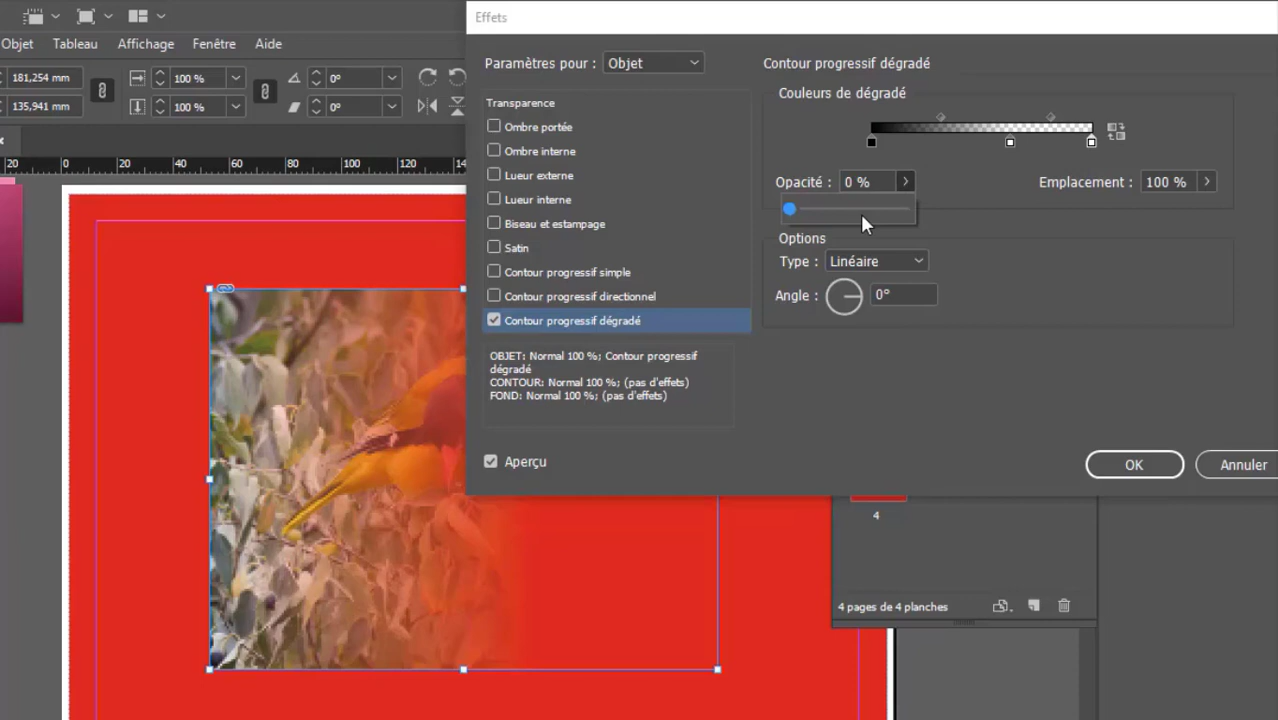 Effets
Objet Tableau Affichage Fenêtre Aide
181,254 mm 100 % 0°
135,941 mm 100 % 0°
20 0 20 40 60 80 100 120
Paramètres pour : Objet
Transparence
Ombre portée
Ombre interne
Lueur externe
Lueur interne
Biseau et estampage
Satin
Contour progressif simple
Contour progressif directionnel
Contour progressif dégradé
OBJET: Normal 100 %; Contour progressif
dégradé
CONTOUR: Normal 100 %; (pas d'effets)
FOND: Normal 100 %; (pas d'effets)
Aperçu
Contour progressif dégradé
Couleurs de dégradé
Opacité : 0 % Emplacement : 100 %
Options
Type : Linéaire
Angle : 0°
OK Annuler
4
4 pages de 4 planches